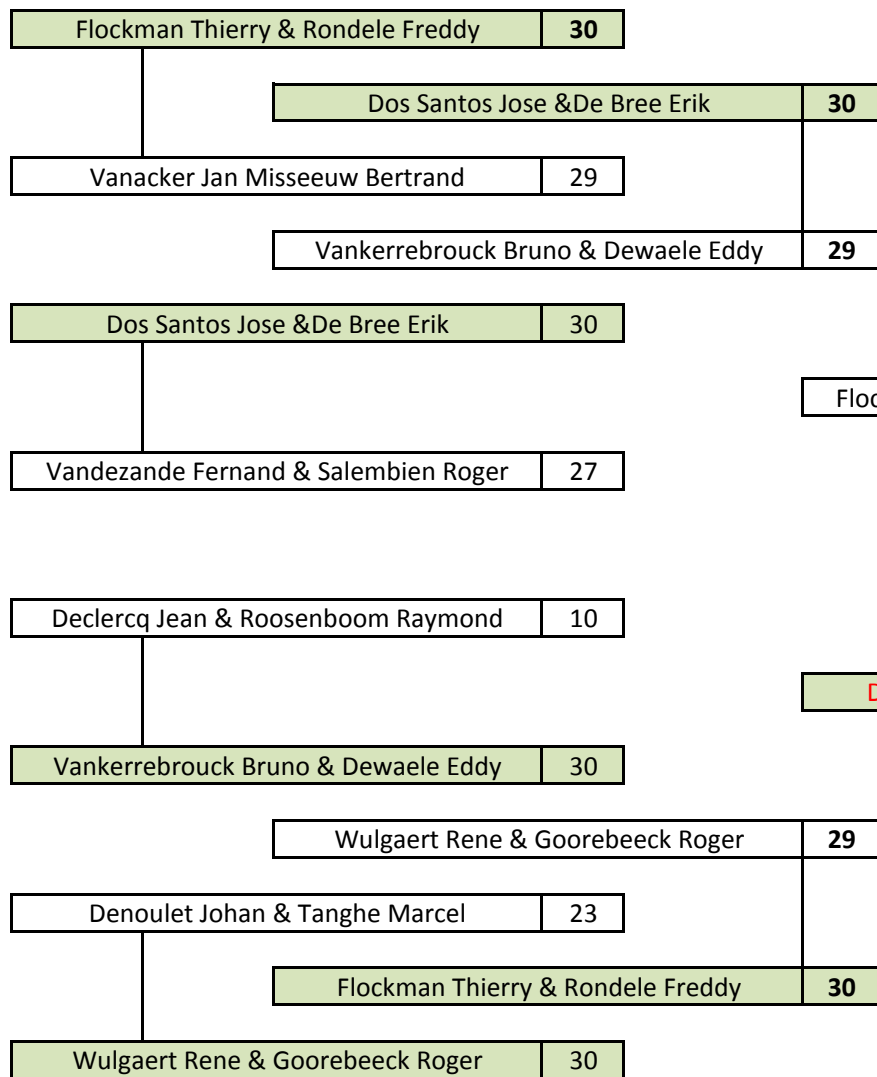 Flockman Thierry & Rondele Freddy 30
Dos Santos Jose &De Bree Erik 30
Vanacker Jan Misseeuw Bertrand 29
Vankerrebrouck Bruno & Dewaele Eddy 29
Dos Santos Jose &De Bree Erik 30
Floc
Vandezande Fernand & Salembien Roger 27
Declercq Jean & Roosenboom Raymond 10
D
Vankerrebrouck Bruno & Dewaele Eddy 30
Wulgaert Rene & Goorebeeck Roger 29
Denoulet Johan & Tanghe Marcel 23
Flockman Thierry & Rondele Freddy 30
Wulgaert Rene & Goorebeeck Roger 30